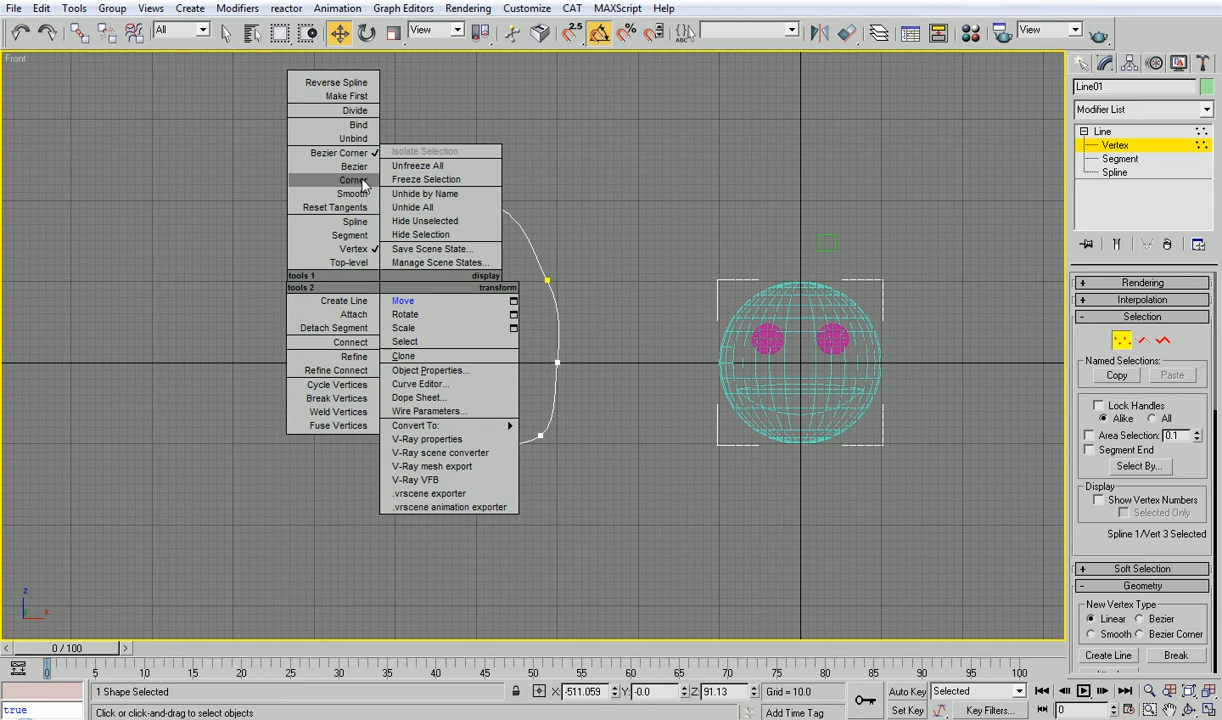 File Edit Tools Group Views Create Modifiers reactor Animation Graph Editors Rendering Customize CAT MAXScript Help
All View 2.5 View
Front
Line01
Modifier List
Line
Vertex
Segment
Spline
Reverse Spline
Make First
Divide
Bind
Unbind
Bezier Corner
Bezier
Corner
Smooth
Reset Tangents
Spline
Segment
Vertex
Top-level
tools 1
Isolate Selection
Unfreeze All
Freeze Selection
Unhide by Name
Unhide All
Hide Unselected
Hide Selection
Save Scene State...
Manage Scene States...
display
tools 2
Create Line
Attach
Detach Segment
Connect
Refine
Refine Connect
Cycle Vertices
Break Vertices
Weld Vertices
Fuse Vertices
transform
Move
Rotate
Scale
Select
Clone
Object Properties...
Curve Editor...
Dope Sheet...
Wire Parameters...
Convert To:
V-Ray properties
V-Ray scene converter
V-Ray mesh export
V-Ray VFB
.vrscene exporter
.vrscene animation exporter
+ Rendering
+ Interpolation
- Selection
Named Selections:
Copy Paste
Lock Handles
Alike All
Area Selection: 0.1
Segment End
Select By...
Display
Show Vertex Numbers
Selected Only
Spline 1/Vert 3 Selected
+ Soft Selection
- Geometry
New Vertex Type
Linear Bezier
Smooth Bezier Corner
Create Line Break
z
x
< 0 / 100 >
0 5 10 15 20 25 30 35 40 45 50 55 60 65 70 75 80 85 90 95 100
1 Shape Selected X: -511.059 Y: -0.0 Z: 91.13 Grid = 10.0 Auto Key Selected
true Click or click-and-drag to select objects Add Time Tag Set Key Key Filters... 0